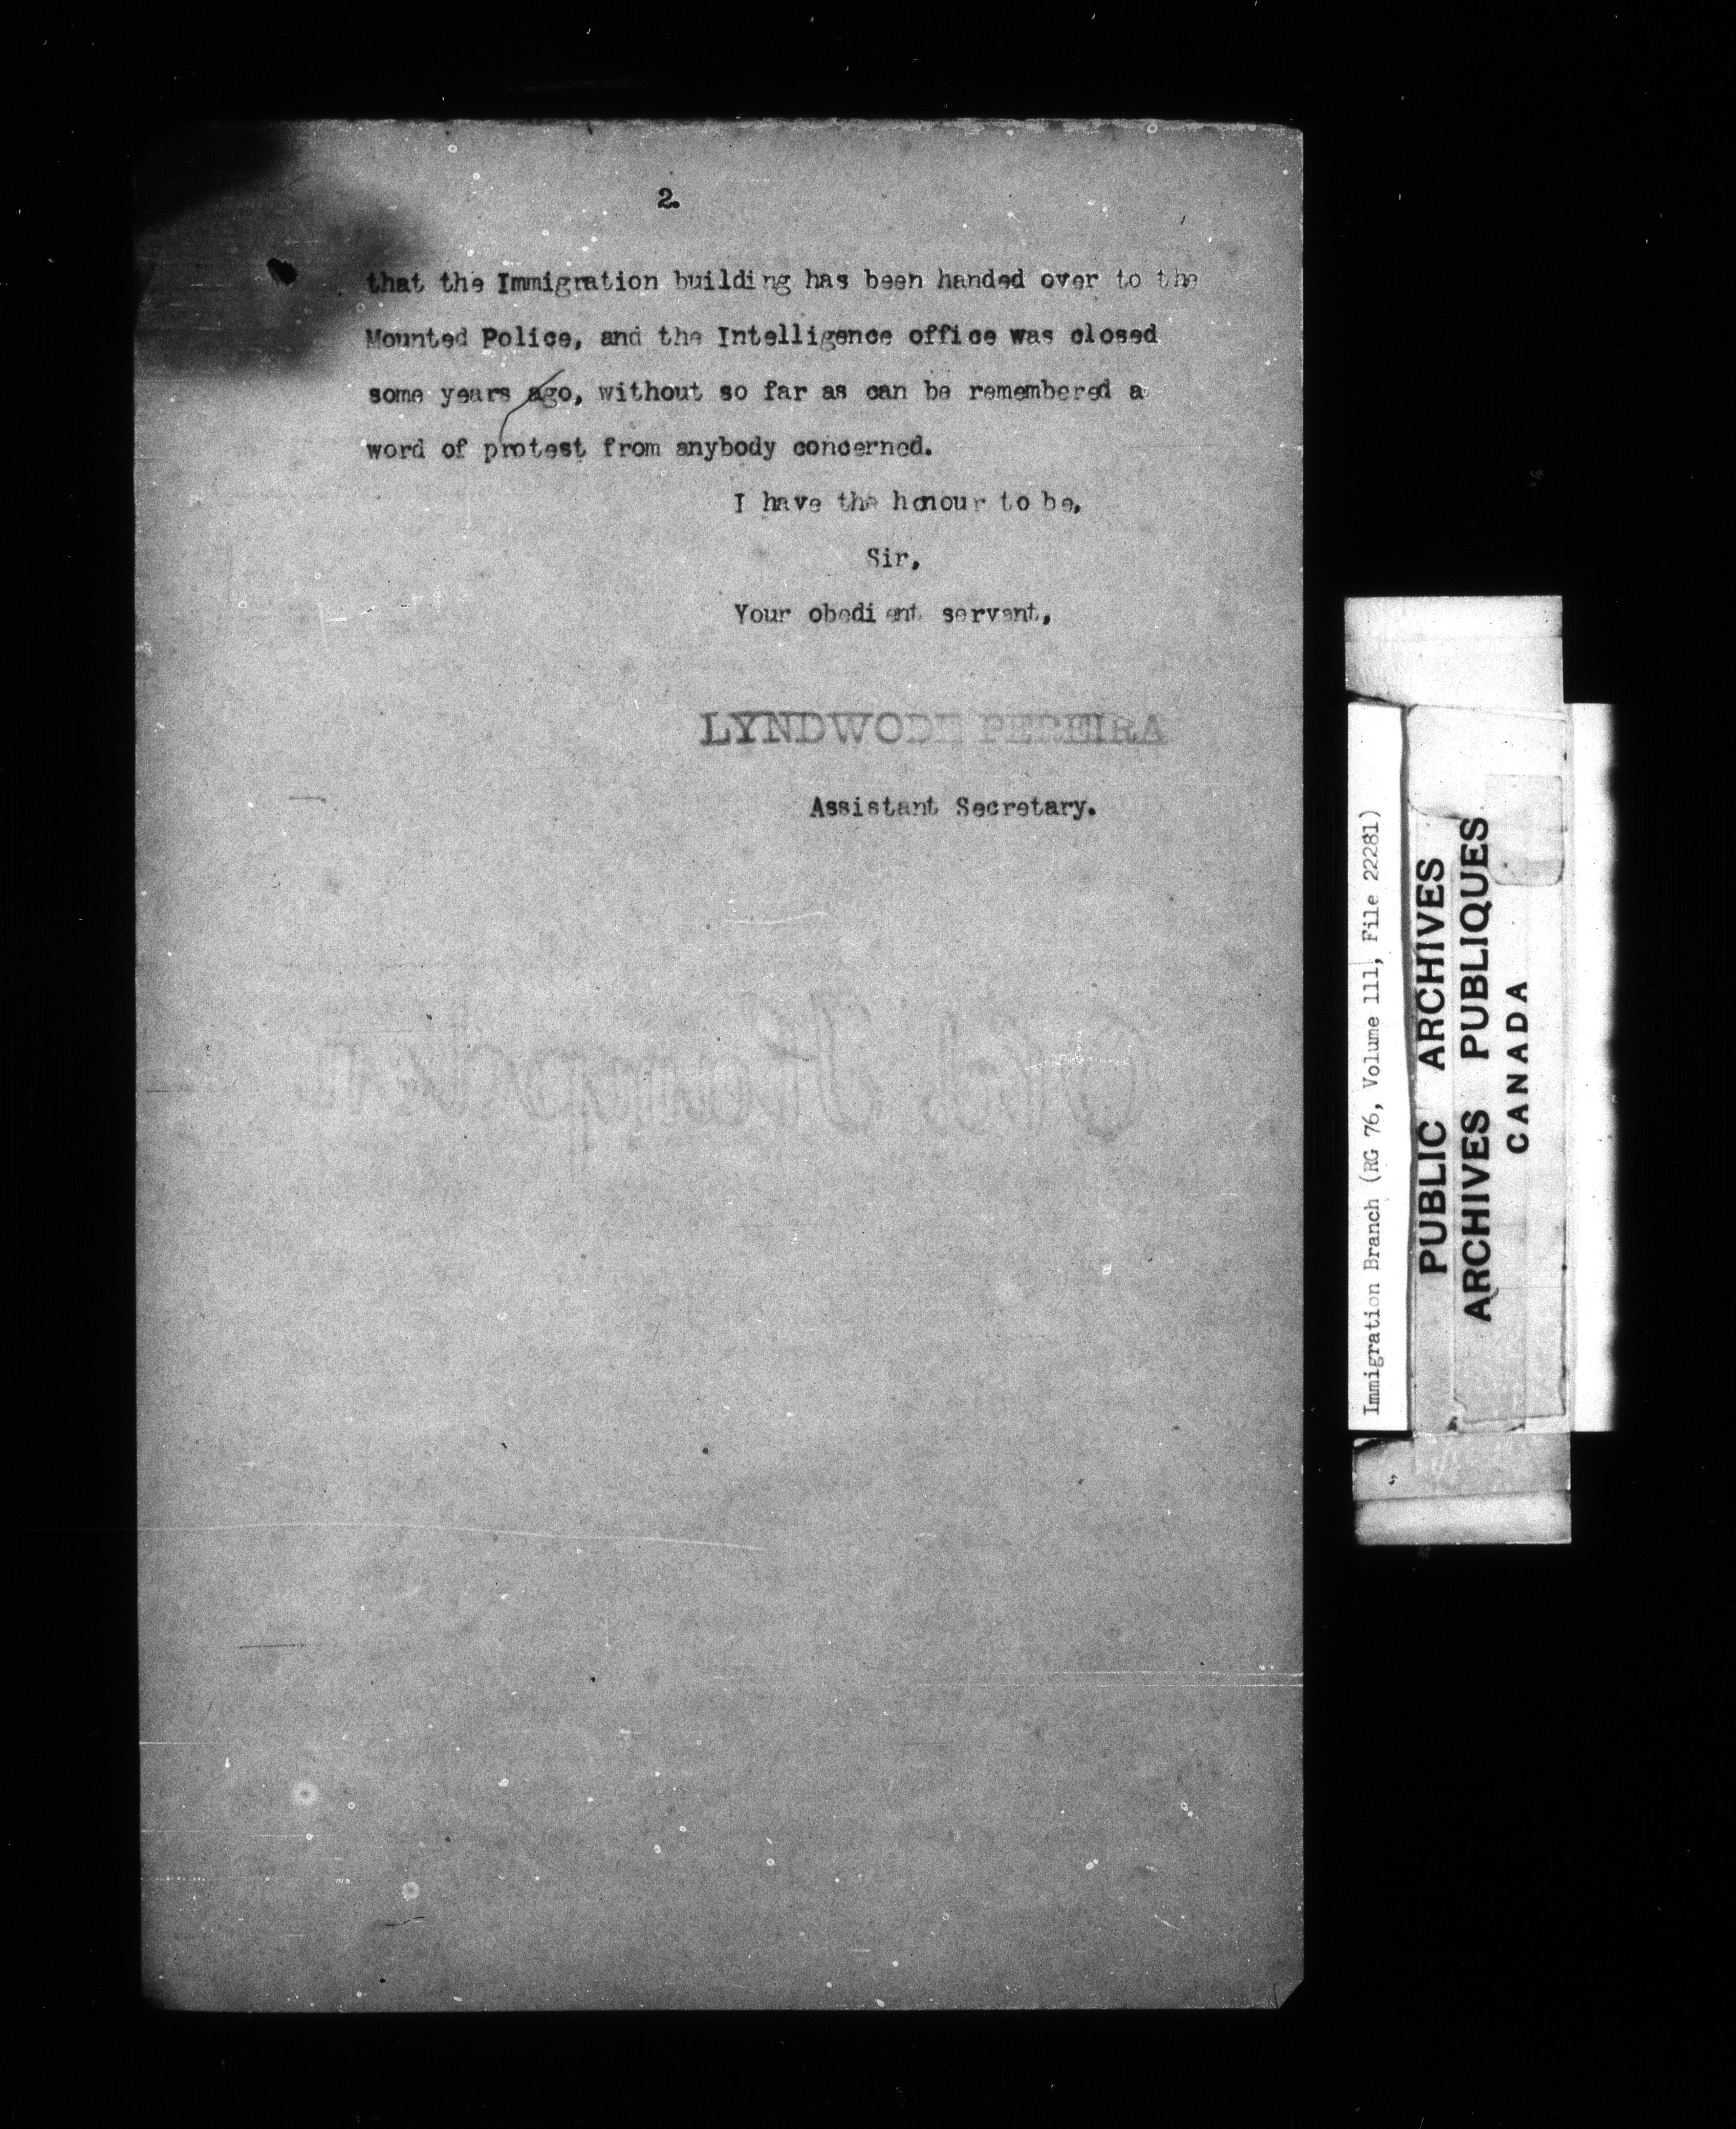 2.
that the Immigration building has been handed over to the
Mounted Police, and the Intelligence office was closed
some years ago, without so far as can be remembered a
word of protest from anybody concerned.
I have the honour to be,
Sir,
Your obedient servant,
LYNDWODE PEREIRA
Assistant Secretary.
Immigration Branch (RG 76, Volume 111, File 22281)
PUBLIC ARCHIVES
ARCHIVES PUBLIQUES
CANADA